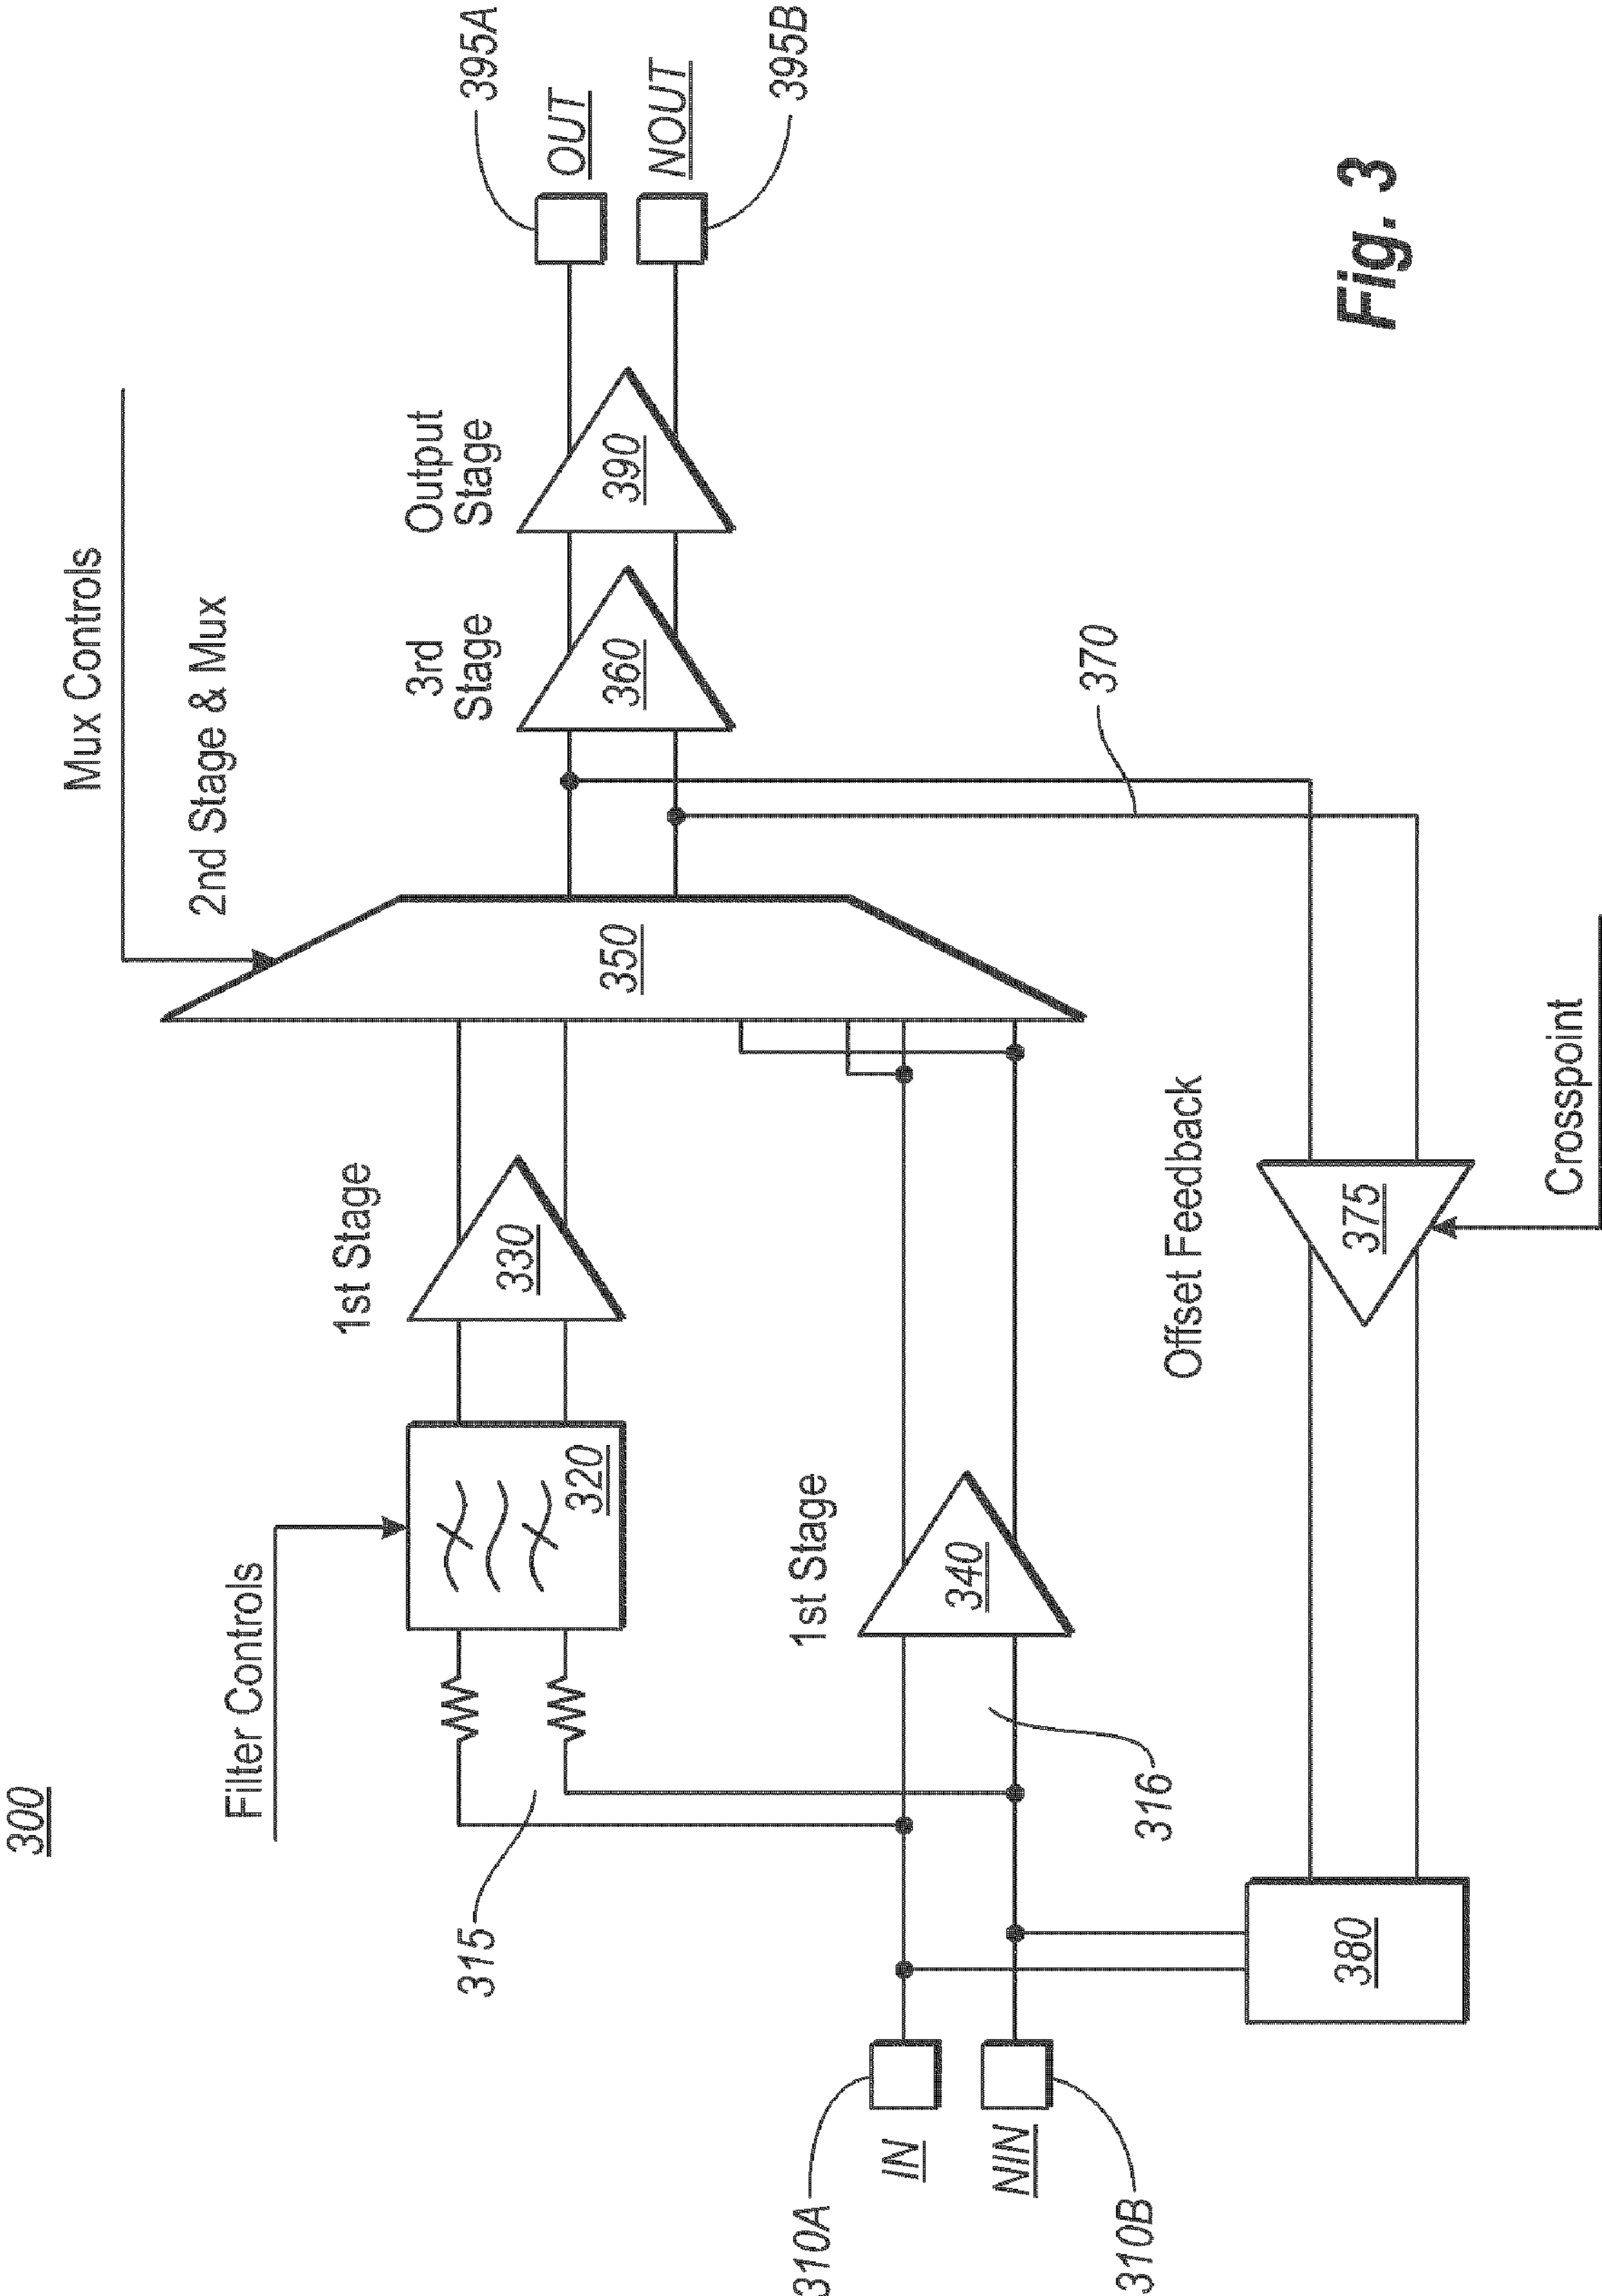 300
Mux Controls
2nd Stage & Mux
Filter Controls
1st Stage
320
330
315
350
3rd
Stage
360
Output
Stage
390
395A
OUT
NOUT
395B
310A
IN
NIN
310B
1st Stage
340
316
370
Offset Feedback
375
380
Crosspoint
Fig. 3